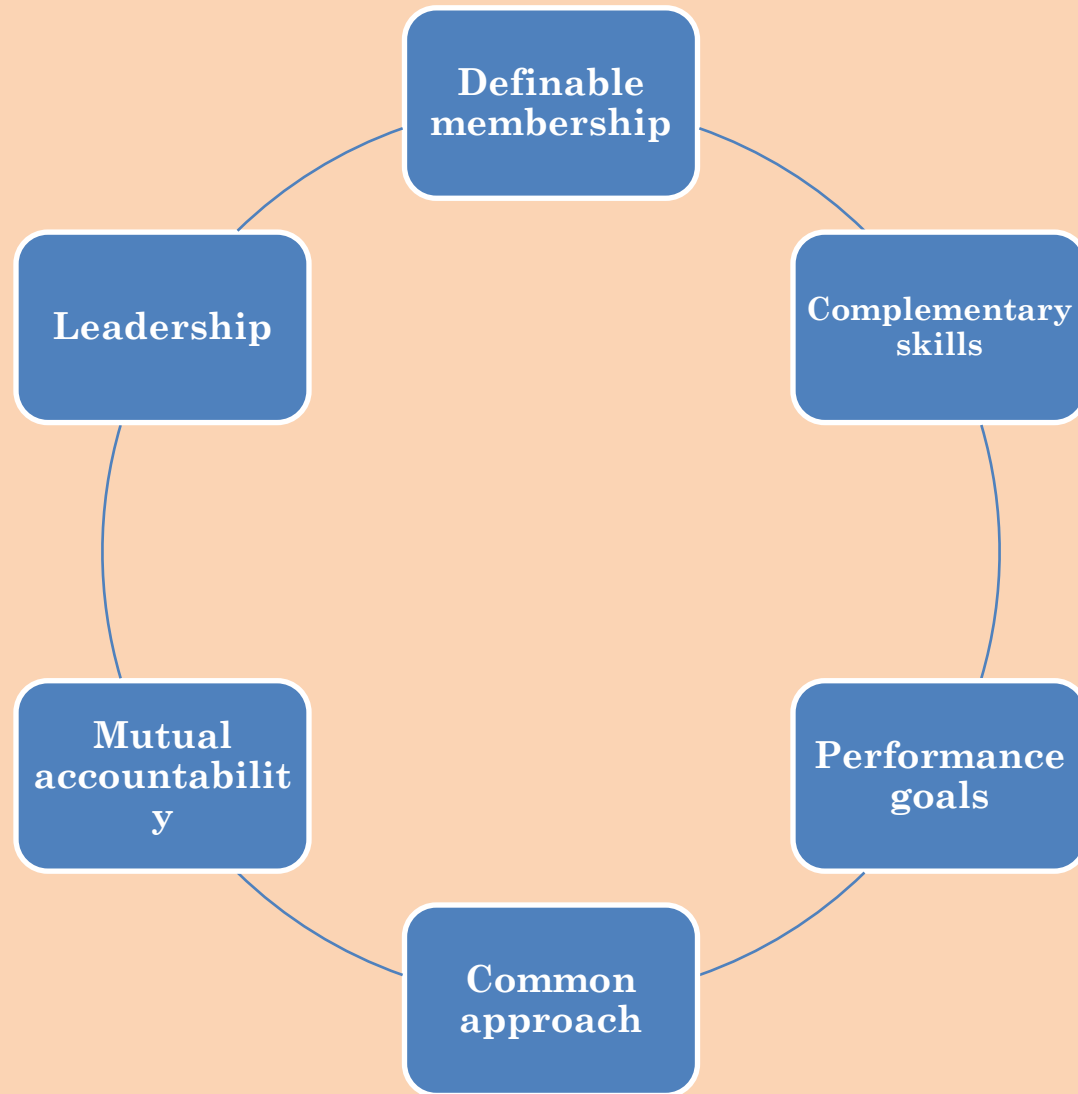 Definable
membership
Complementary
skills
Performance
goals
Common
approach
Mutual
accountabilit
y
Leadership